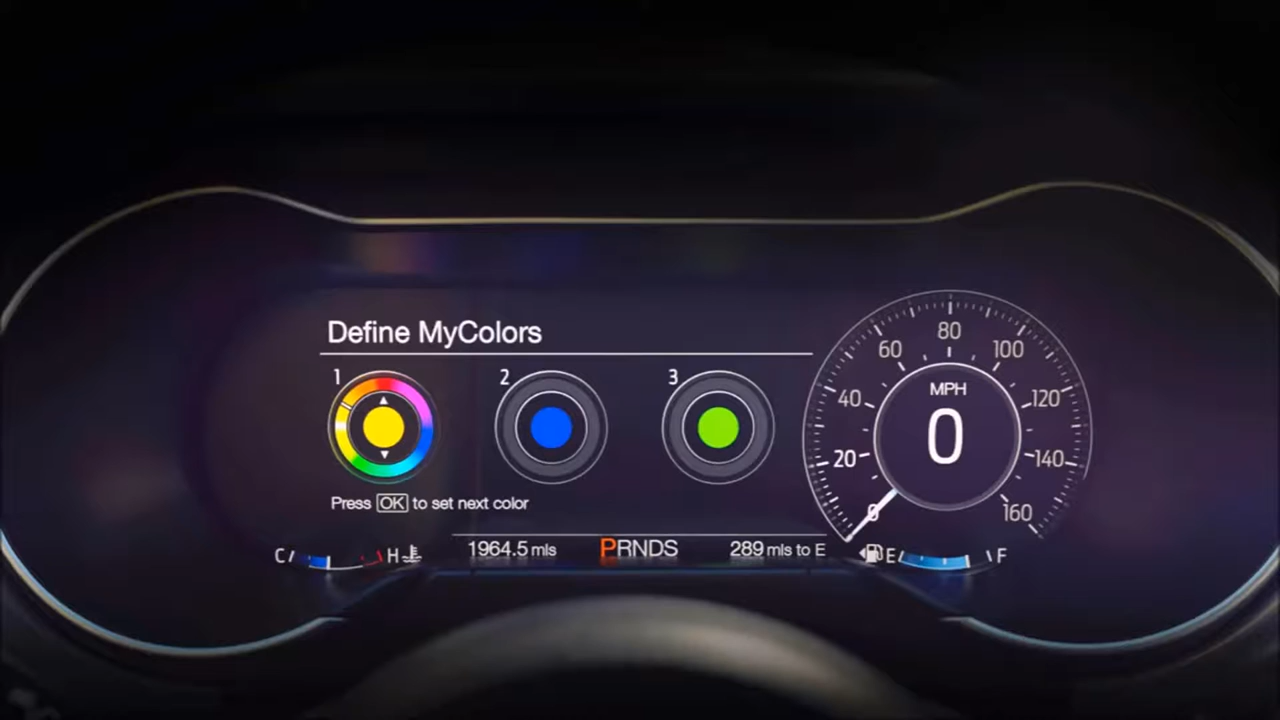 Define MyColors
1
2
3
Press OK to set next color
80
60
100
MPH
40
120
0
20
140
0
160
C
H
1964.5 mls
PRNDS
289 mls to E
E
F